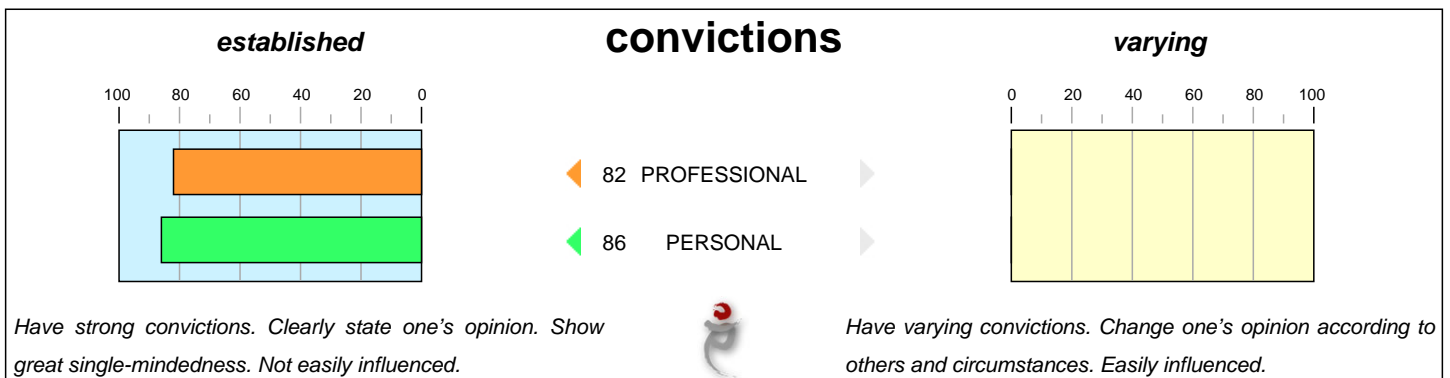 established convictions varying
100 80 60 40 20 0 0 20 40 60 80 100
82 PROFESSIONAL
86 PERSONAL
Have strong convictions. Clearly state one's opinion. Show
great single-mindedness. Not easily influenced.
Have varying convictions. Change one's opinion according to
others and circumstances. Easily influenced.